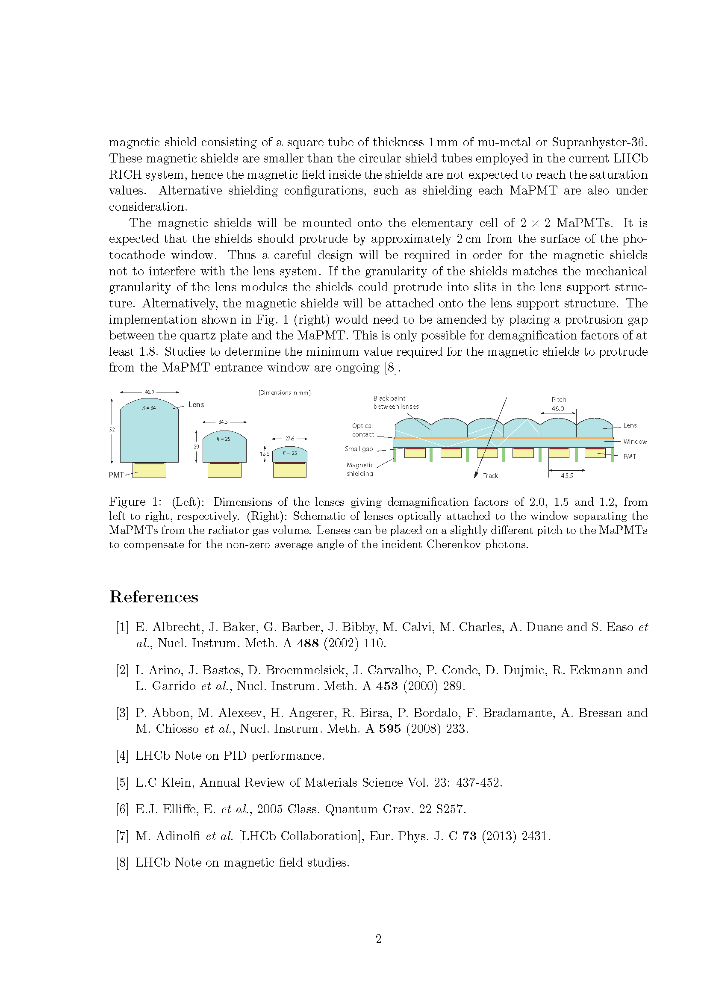 magnetic shield consisting of a square tube of thickness 1 mm of mu-metal or Supranhyster-36.
These magnetic shields are smaller than the circular shield tubes employed in the current LHCb
RICH system, hence the magnetic field inside the shields are not expected to reach the saturation
values. Alternative shielding configurations, such as shielding each MaPMT are also under
consideration.
The magnetic shields will be mounted onto the elementary cell of 2 × 2 MaPMTs. It is
expected that the shields should protrude by approximately 2 cm from the surface of the pho-
tocathode window. Thus a careful design will be required in order for the magnetic shields
not to interfere with the lens system. If the granularity of the shields matches the mechanical
granularity of the lens modules the shields could protrude into slits in the lens support struc-
ture. Alternatively, the magnetic shields will be attached onto the lens support structure. The
implementation shown in Fig. 1 (right) would need to be amended by placing a protrusion gap
between the quartz plate and the MaPMT. This is only possible for demagnification factors of at
least 1.8. Studies to determine the minimum value required for the magnetic shields to protrude
from the MaPMT entrance window are ongoing [8].
46.0
[Dimensions in mm]
R = 34
Lens
52
34.5
R = 25
29
27.6
16.5
R = 25
PMT
Black paint
between lenses
Pitch:
46.0
Optical
contact
Lens
Small gap
Window
Magnetic
shielding
PMT
Track
45.5
Figure 1: (Left): Dimensions of the lenses giving demagnification factors of 2.0, 1.5 and 1.2, from
left to right, respectively. (Right): Schematic of lenses optically attached to the window separating the
MaPMTs from the radiator gas volume. Lenses can be placed on a slightly different pitch to the MaPMTs
to compensate for the non-zero average angle of the incident Cherenkov photons.
References
[1] E. Albrecht, J. Baker, G. Barber, J. Bibby, M. Calvi, M. Charles, A. Duane and S. Easo et
al., Nucl. Instrum. Meth. A 488 (2002) 110.
[2] I. Arino, J. Bastos, D. Broemmelsiek, J. Carvalho, P. Conde, D. Dujmic, R. Eckmann and
L. Garrido et al., Nucl. Instrum. Meth. A 453 (2000) 289.
[3] P. Abbon, M. Alexeev, H. Angerer, R. Birsa, P. Bordalo, F. Bradamante, A. Bressan and
M. Chiosso et al., Nucl. Instrum. Meth. A 595 (2008) 233.
[4] LHCb Note on PID performance.
[5] L.C Klein, Annual Review of Materials Science Vol. 23: 437-452.
[6] E.J. Elliffe, E. et al., 2005 Class. Quantum Grav. 22 S257.
[7] M. Adinolfi et al. [LHCb Collaboration], Eur. Phys. J. C 73 (2013) 2431.
[8] LHCb Note on magnetic field studies.
2